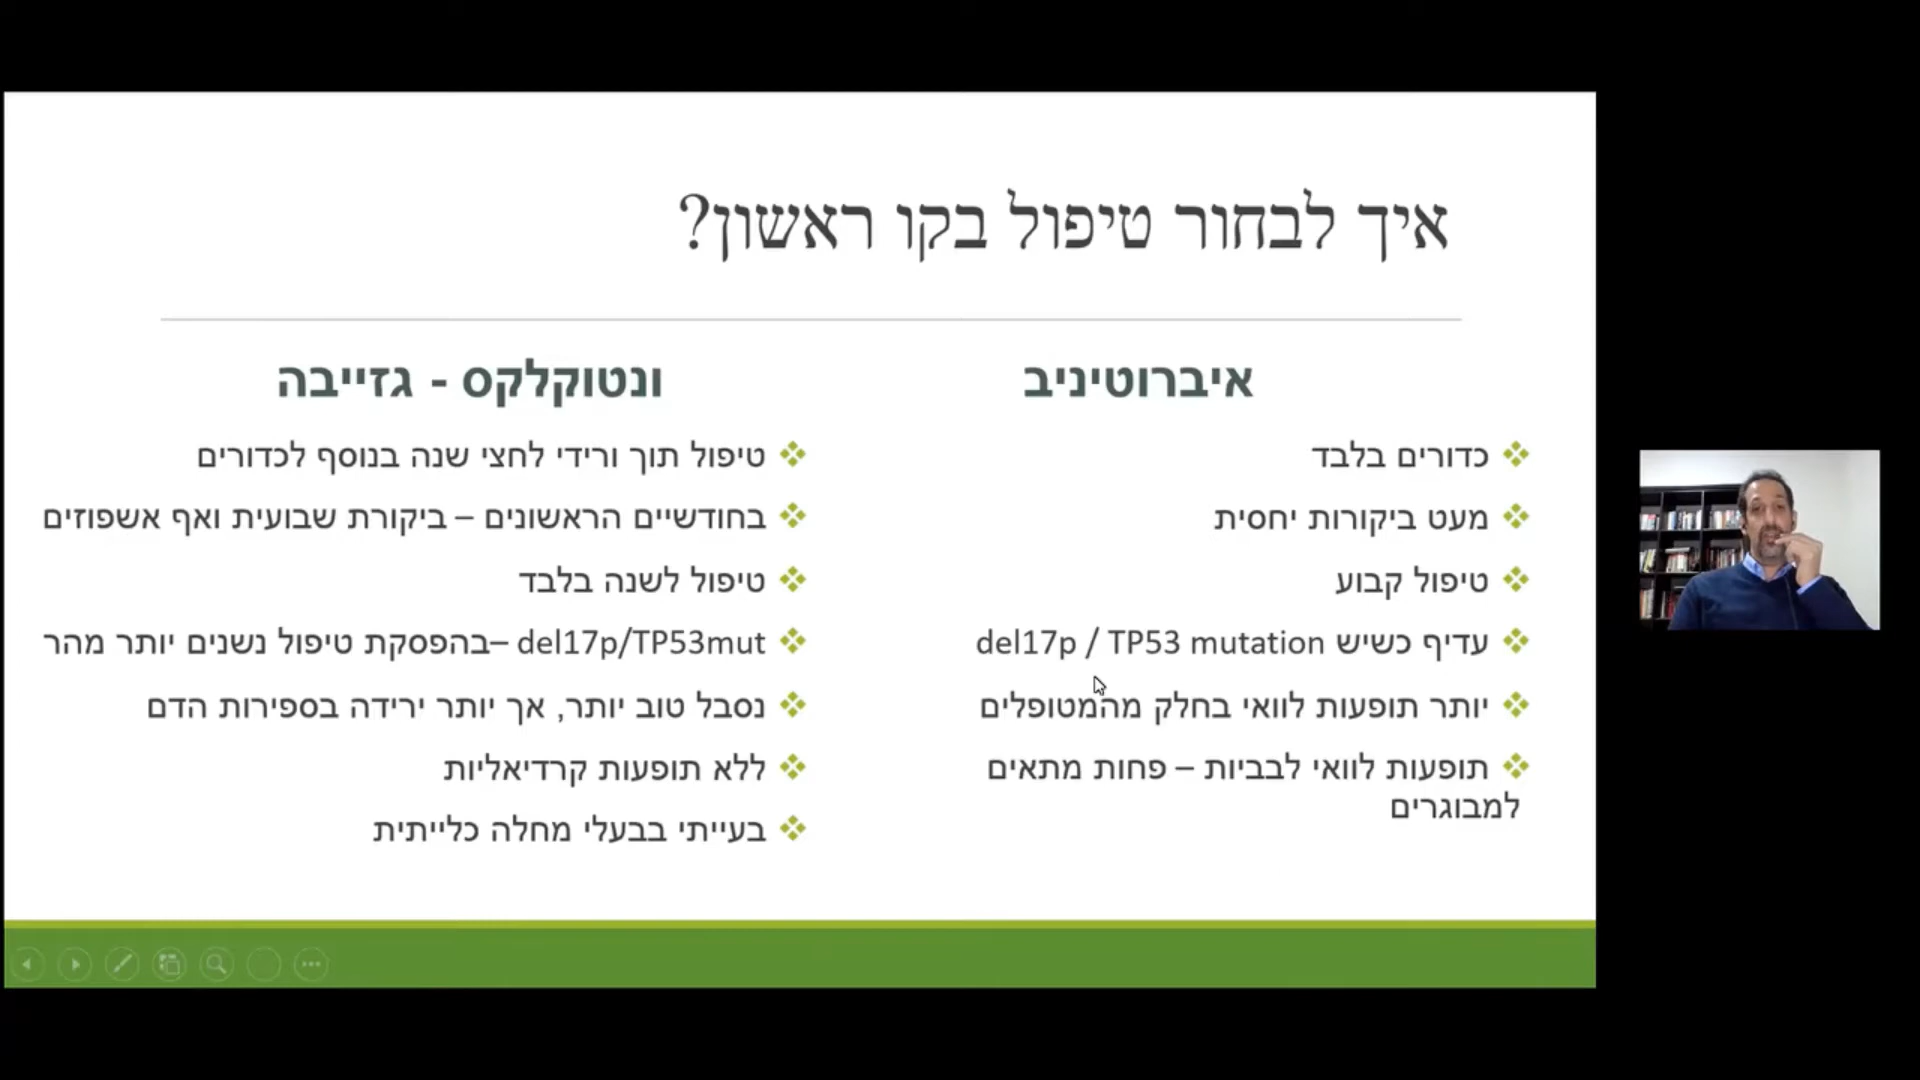 איך לבחור טיפול בקו ראשון?
איברוטיניב
כדורים בלבד
מעט ביקורות יחסית
טיפול קבוע
עדיף כשיש del17p / TP53 mutation
יותר תופעות לוואי בחלק מהמטופלים
תופעות לוואי לבביות – פחות מתאים
למבוגרים
ונטוקלקס - גזייבה
טיפול תוך ורידי לחצי שנה בנוסף לכדורים
בחודשיים הראשונים – ביקורת שבועית ואף אשפוזים
טיפול לשנה בלבד
del17p/TP53mut –בהפסקת טיפול נשנים יותר מהר
נסבל טוב יותר, אך יותר ירידה בספירות הדם
ללא תופעות קרדיאליות
בעייתי בבעלי מחלה כלייתית